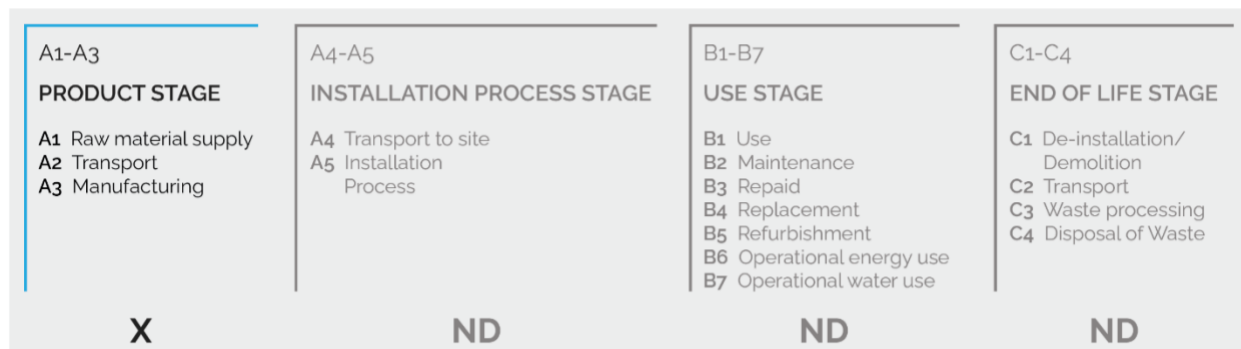 A1-A3
PRODUCT STAGE
A1 Raw material supply
A2 Transport
A3 Manufacturing
X
A4-A5
INSTALLATION PROCESS STAGE
A4 Transport to site
A5 Installation
Process
ND
B1-B7
USE STAGE
B1 Use
B2 Maintenance
B3 Repaid
B4 Replacement
B5 Refurbishment
B6 Operational energy use
B7 Operational water use
ND
C1-C4
END OF LIFE STAGE
C1 De-installation/
Demolition
C2 Transport
C3 Waste processing
C4 Disposal of Waste
ND